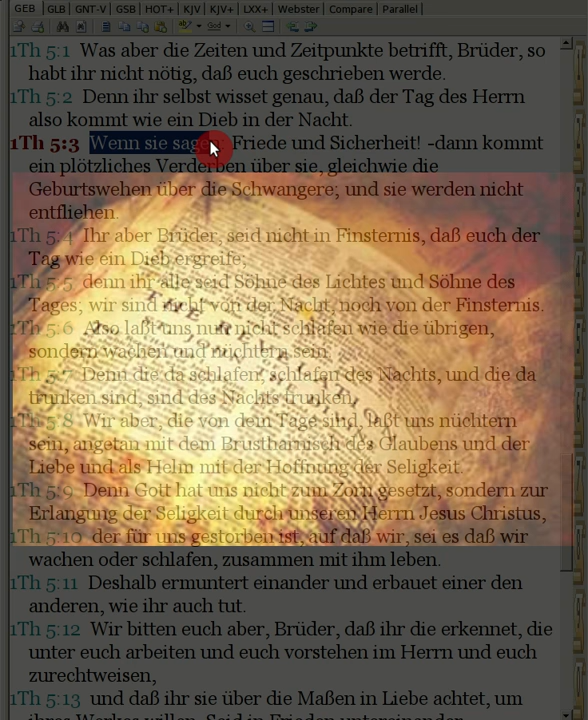 GEB GLB GNT-V GSB HOT+ KJV KJV+ LXX+ Webster Compare Parallel
1Th 5:1 Was aber die Zeiten und Zeitpunkte betrifft, Brüder, so
habt ihr nicht nötig, daß euch geschrieben werde.
1Th 5:2 Denn ihr selbst wisset genau, daß der Tag des Herrn
also kommt wie ein Dieb in der Nacht.
1Th 5:3 Wenn sie sagen: Friede und Sicherheit! -dann kommt
ein plötzliches Verderben über sie, gleichwie die
Geburtswehen über die Schwangere; und sie werden nicht
entfliehen.
1Th 5:4 Ihr aber Brüder, seid nicht in Finsternis, daß euch der
Tag wie ein Dieb ergreife;
1Th 5:5 denn ihr alle seid Söhne des Lichtes und Söhne des
Tages; wir sind nicht von der Nacht, noch von der Finsternis.
1Th 5:6 Also laßt uns nun nicht schlafen wie die übrigen,
sondern wachen und nüchtern sein.
1Th 5:7 Denn die da schlafen, schlafen des Nachts, und die da
trunken sind, sind des Nachts trunken.
1Th 5:8 Wir aber, die von dem Tage sind, laßt uns nüchtern
sein, angetan mit dem Brustharnisch des Glaubens und der
Liebe und als Helm mit der Hoffnung der Seligkeit.
1Th 5:9 Denn Gott hat uns nicht zum Zorn gesetzt, sondern zur
Erlangung der Seligkeit durch unseren Herrn Jesus Christus,
1Th 5:10 der für uns gestorben ist, auf daß wir, sei es daß wir
wachen oder schlafen, zusammen mit ihm leben.
1Th 5:11 Deshalb ermuntert einander und erbauet einer den
anderen, wie ihr auch tut.
1Th 5:12 Wir bitten euch aber, Brüder, daß ihr die erkennet, die
unter euch arbeiten und euch vorstehen im Herrn und euch
zurechtweisen,
1Th 5:13 und daß ihr sie über die Maßen in Liebe achtet, um
ihres Werkes willen. Seid in Frieden untereinander.